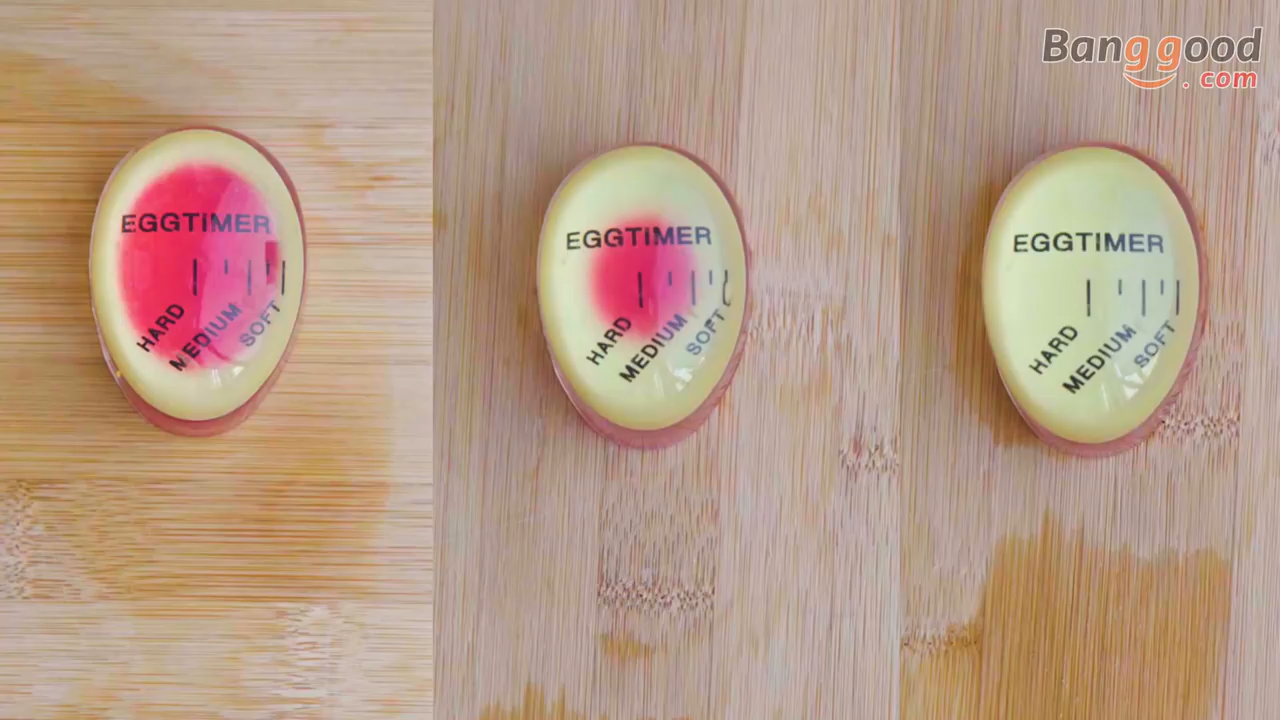 Banggood
.com
EGGTIMER
HARD
MEDIUM
SOFT
EGGTIMER
HARD
MEDIUM
SOFT
EGGTIMER
HARD
MEDIUM
SOFT